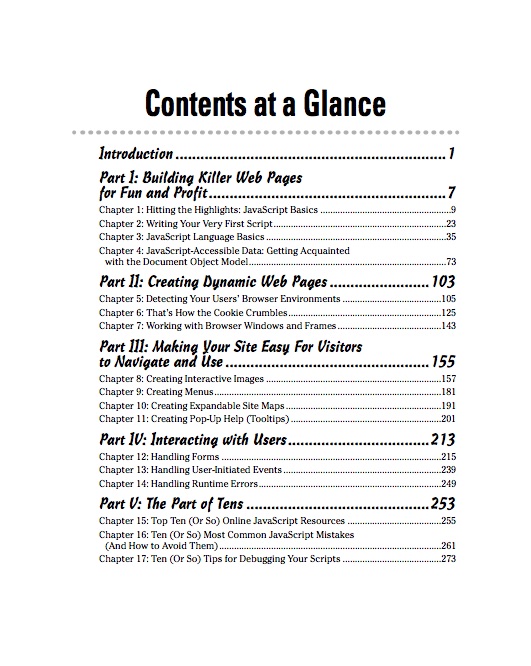 Contents at a Glance
Introduction ..........................................................1
Part I: Building Killer Web Pages
for Fun and Profit....................................................7
Chapter 1: Hitting the Highlights: JavaScript Basics ..................................................9
Chapter 2: Writing Your Very First Script..................................................23
Chapter 3: JavaScript Language Basics ..................................................35
Chapter 4: JavaScript-Accessible Data: Getting Acquainted
with the Document Object Model..................................................73
Part II: Creating Dynamic Web Pages ......................103
Chapter 5: Detecting Your Users' Browser Environments ....................................105
Chapter 6: That's How the Cookie Crumbles..................................................125
Chapter 7: Working with Browser Windows and Frames....................................143
Part III: Making Your Site Easy For Visitors
to Navigate and Use ............................................155
Chapter 8: Creating Interactive Images ..................................................157
Chapter 9: Creating Menus..................................................181
Chapter 10: Creating Expandable Site Maps..................................................191
Chapter 11: Creating Pop-Up Help (Tooltips)..................................................201
Part IV: Interacting with Users..............................213
Chapter 12: Handling Forms ..................................................215
Chapter 13: Handling User-Initiated Events..................................................239
Chapter 14: Handling Runtime Errors..................................................249
Part V: The Part of Tens ......................................253
Chapter 15: Top Ten (Or So) Online JavaScript Resources ..................................255
Chapter 16: Ten (Or So) Most Common JavaScript Mistakes
(And How to Avoid Them)..................................................261
Chapter 17: Ten (Or So) Tips for Debugging Your Scripts ....................................273